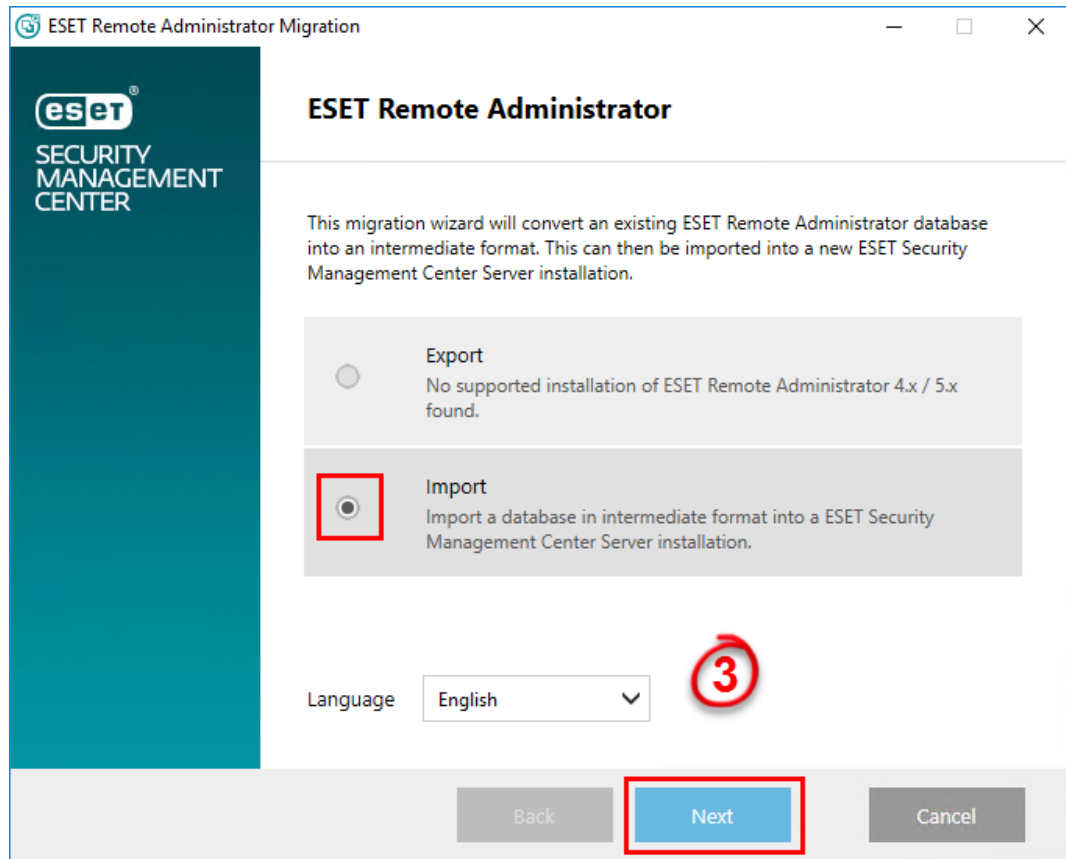 ESET Remote Administrator Migration
eset®
SECURITY
MANAGEMENT
CENTER
ESET Remote Administrator
This migration wizard will convert an existing ESET Remote Administrator database
into an intermediate format. This can then be imported into a new ESET Security
Management Center Server installation.
Export
No supported installation of ESET Remote Administrator 4.x / 5.x
found.
Import
Import a database in intermediate format into a ESET Security
Management Center Server installation.
3
Language English
Back Next Cancel